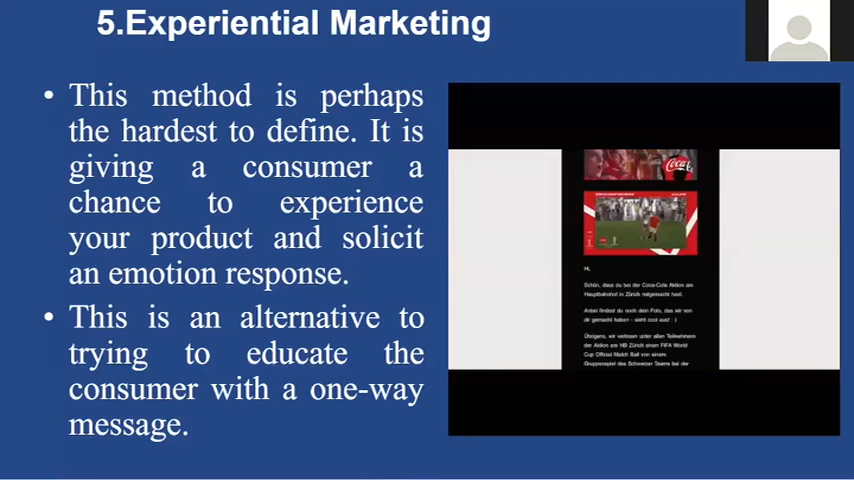 5.Experiential Marketing
• This method is perhaps
the hardest to define. It is
giving a consumer a
chance to experience
your product and solicit
an emotion response.
• This is an alternative to
trying to educate the
consumer with a one-way
message.
Coca
Hi,
Schön, dass du bei der Coca-Cola Aktion am
Hauptbahnhof in Zürich mitgemacht hast.
Anbei findest du noch dein Foto, das wir von
dir gemacht haben - sieht cool aus! : )
Übrigens, wir verlosen unter allen Teilnehmern
der Aktion am HB Zürich einen FIFA World
Cup Official Match Ball von einem
Gruppenspiel des Schweizer Teams bei der